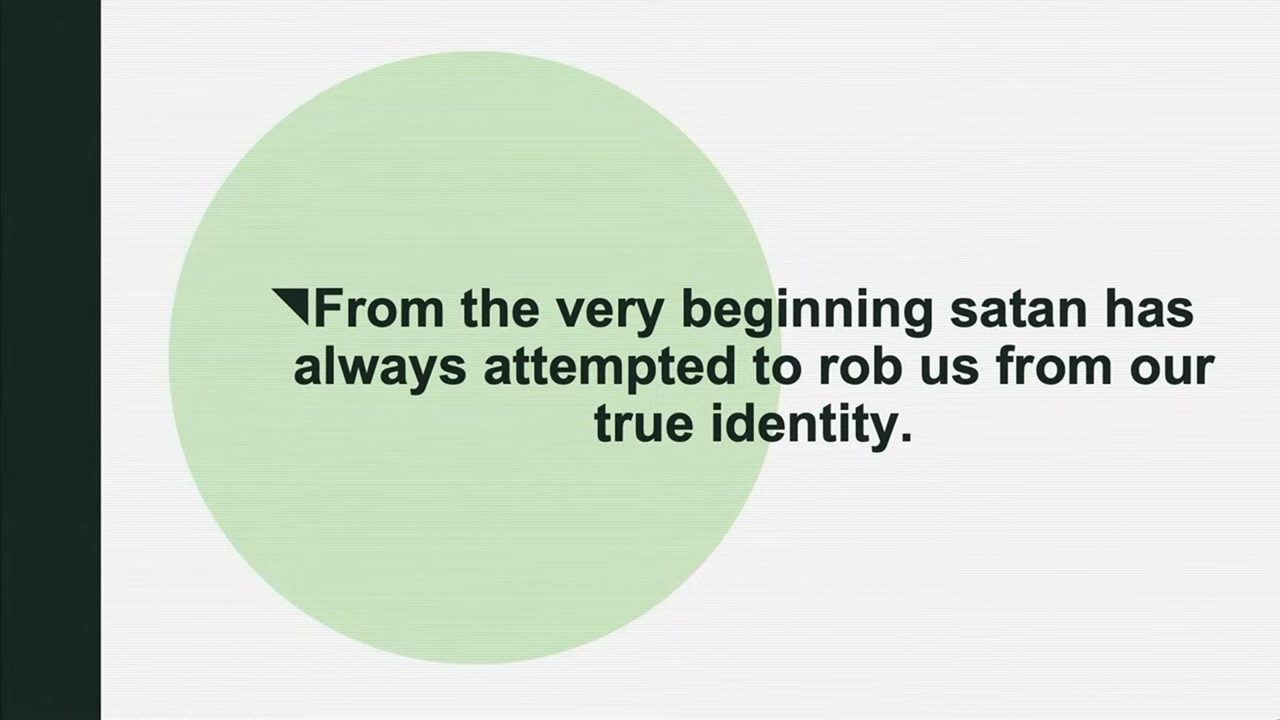 From the very beginning satan has
always attempted to rob us from our
true identity.